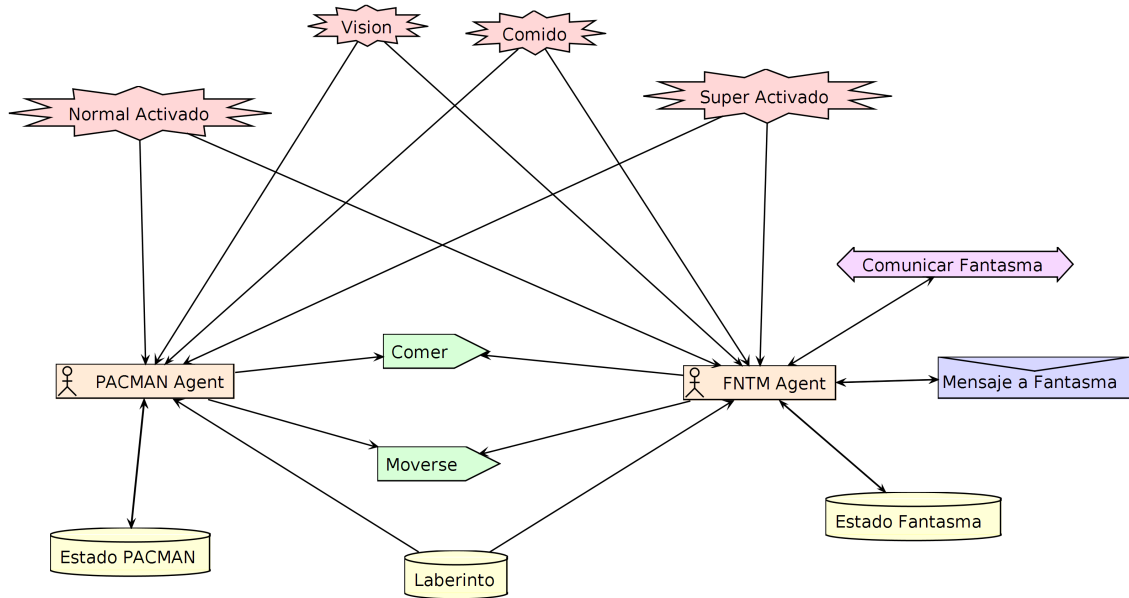 Vision
Comido
Super Activado
Normal Activado
Comunicar Fantasma
Comer
PACMAN Agent
FNTM Agent
Mensaje a Fantasma
Moverse
Estado Fantasma
Estado PACMAN
Laberinto